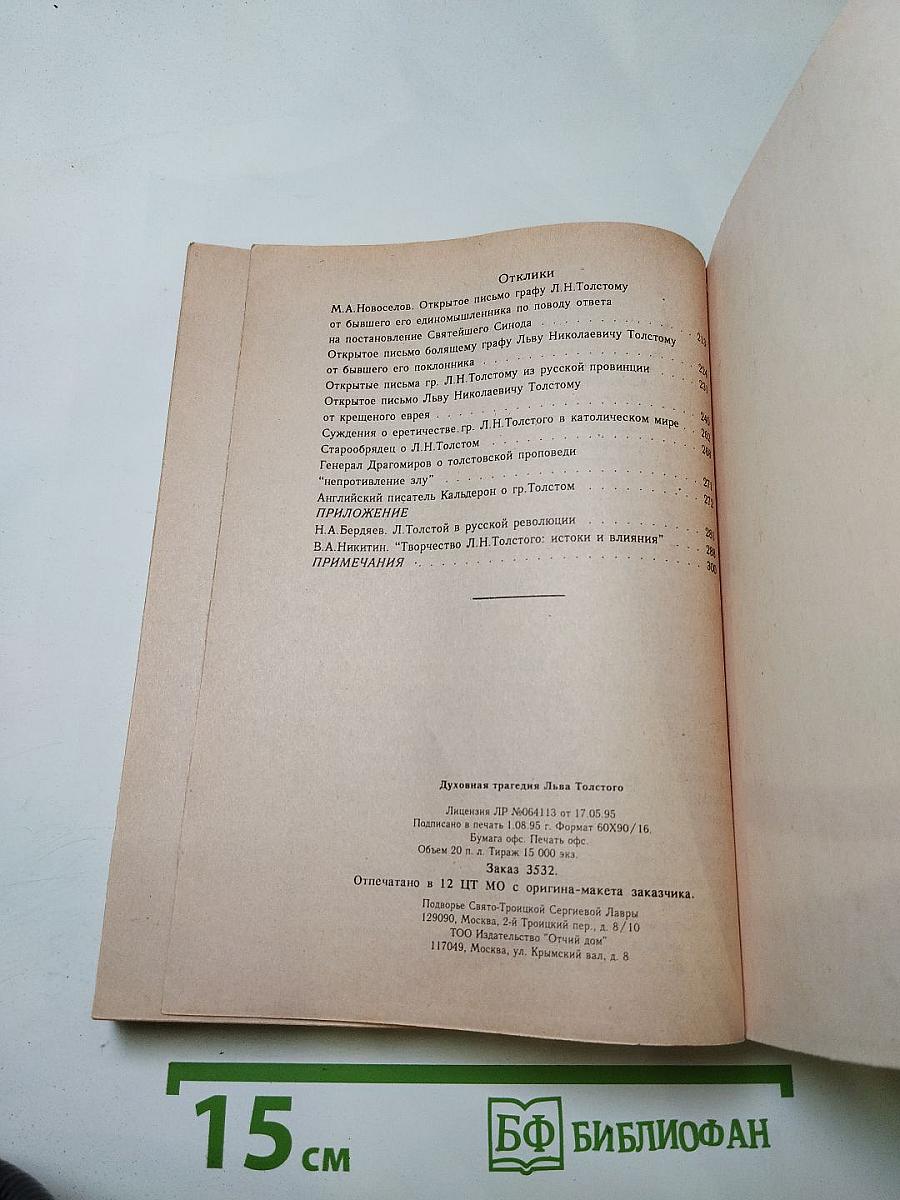 Отклики
М.А.Новоселов. Открытое письмо графу Л.Н.Толстому
от бывшего его единомышленника по поводу ответа
на постановление Святейшего Синода
Открытое письмо болящему графу Льву Николаевичу Толстому
от бывшего его поклонника
Открытые письма гр. Л.Н.Толстому из русской провинции
Открытое письмо Льву Николаевичу Толстому
от крещеного еврея
Суждения о еретичестве гр. Л.Н.Толстого в католическом мире
Старообрядец о Л.Н.Толстом 268
Генерал Драгомиров о толстовской проповеди
“непротивление злу”
Английский писатель Кальдерон о гр.Толстом
ПРИЛОЖЕНИЕ
Н.А.Бердяев. Л.Толстой в русской революции
В.А.Никитин. “Творчество Л.Н.Толстого: истоки и влияния” 288
ПРИМЕЧАНИЯ 300
Духовная трагедия Льва Толстого
Лицензия ЛР №064113 от 17.05.95
Подписано в печать 1.08.95 г. Формат 60X90/16.
Бумага офс. Печать офс.
Объем 20 п. л. Тираж 15 000 экз.
Заказ 3532.
Отпечатано в 12 ЦТ МО с оригина-макета заказчика.
Подворье Свято-Троицкой Сергиевой Лавры
129090, Москва, 2-й Троицкий пер., д. 8/10
ТОО Издательство "Отчий дом"
117049, Москва, ул. Крымский вал, д. 8
15 см
БФ БИБЛИОФАН